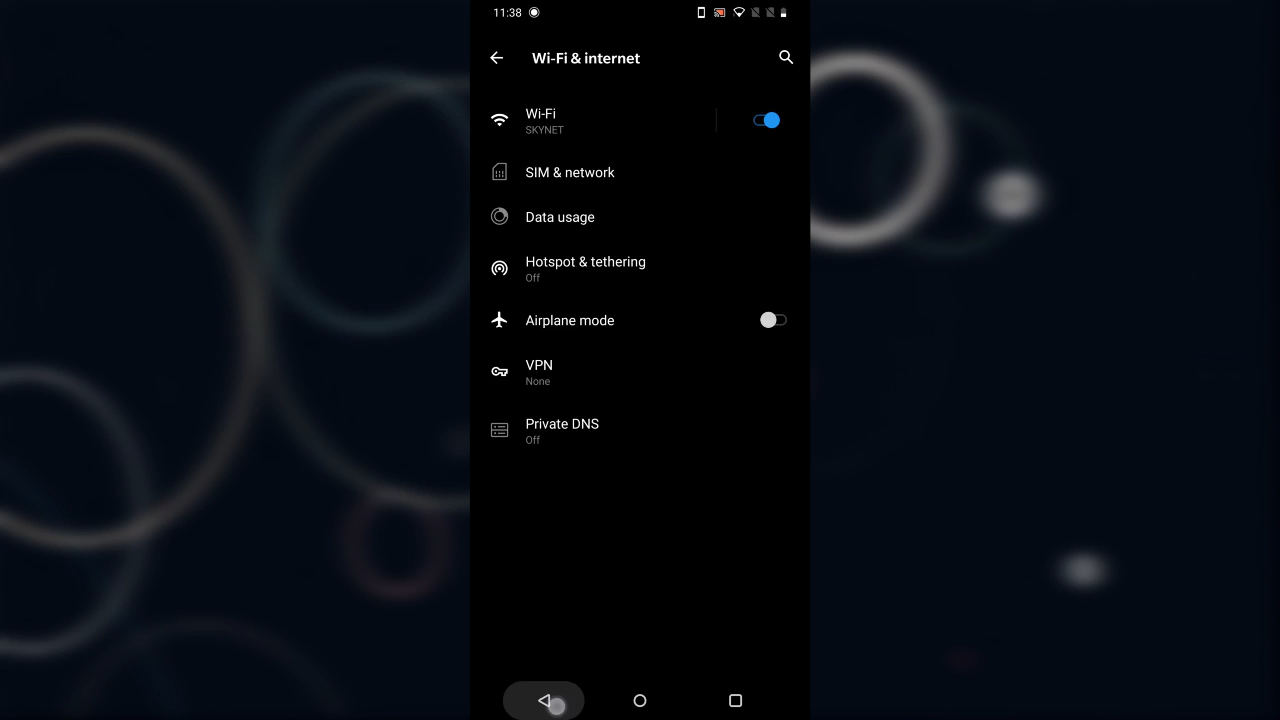 11:38
Wi-Fi & internet
Wi-Fi
SKYNET
SIM & network
Data usage
Hotspot & tethering
Off
Airplane mode
VPN
None
Private DNS
Off